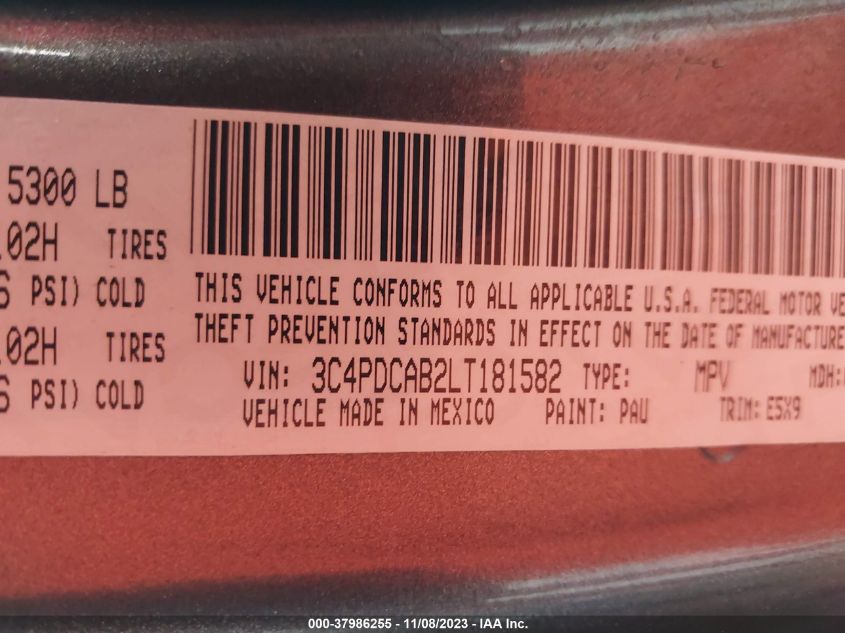 5300 LB
02H TIRES
PSI) COLD
02H TIRES
PSI) COLD
THIS VEHICLE CONFORMS TO ALL APPLICABLE U.S.A. FEDERAL MOTOR VE
THEFT PREVENTION STANDARDS IN EFFECT ON THE DATE OF MANUFACTURE
VIN: 3C4PDCAB2LT181582 TYPE: MPV MDH:
VEHICLE MADE IN MEXICO PAINT: PAU TRIM: E5X9
000-37986255 - 11/08/2023 - IAA Inc.